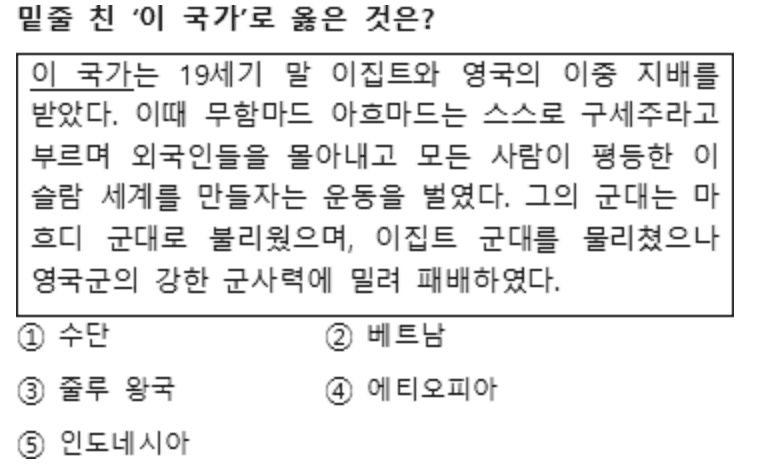 밑줄 친 ‘이 국가’로 옳은 것은?
이 국가는 19세기 말 이집트와 영국의 이중 지배를
받았다. 이때 무함마드 아흐마드는 스스로 구세주라고
부르며 외국인들을 몰아내고 모든 사람이 평등한 이
슬람 세계를 만들자는 운동을 벌였다. 그의 군대는 마
흐디 군대로 불리웠으며, 이집트 군대를 물리쳤으나
영국군의 강한 군사력에 밀려 패배하였다.
① 수단 ② 베트남
③ 줄루 왕국 ④ 에티오피아
⑤ 인도네시아